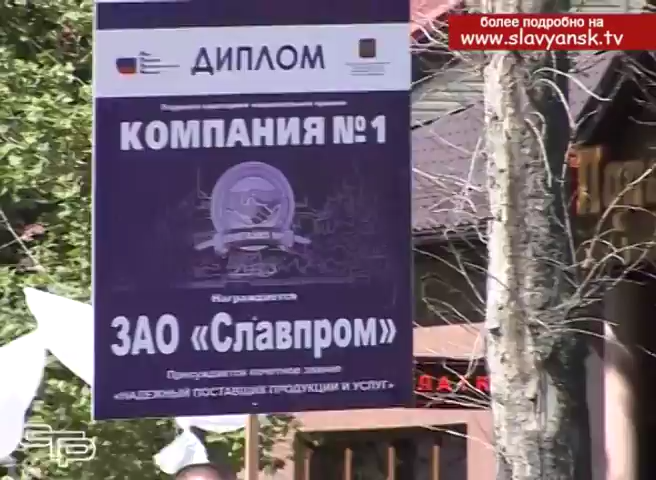 более подробно на
www.slavyansk.tv
ДИПЛОМ
КОМПАНИЯ №1
Награждается
ЗАО «Славпром»
Присуждается почетное звание
«НАДЕЖНЫЙ ПОСТАВЩИК ПРОДУКЦИИ И УСЛУГ»